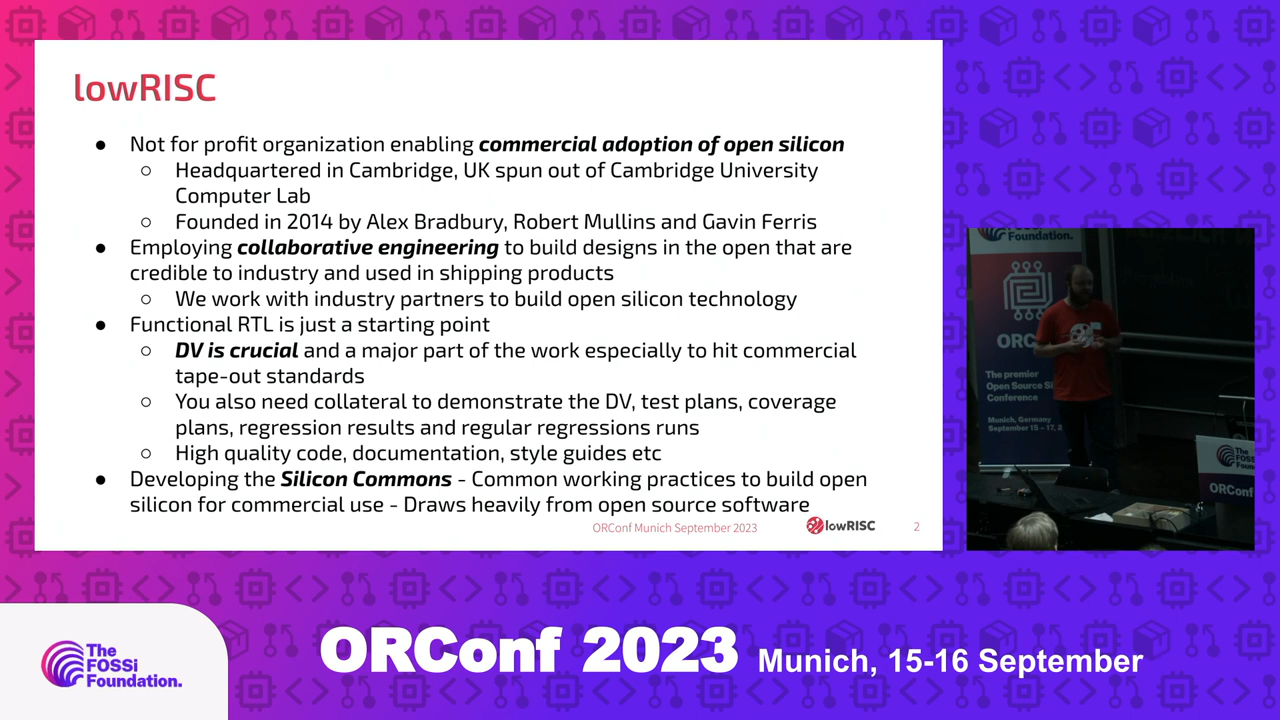 lowRISC
● Not for profit organization enabling commercial adoption of open silicon
○ Headquartered in Cambridge, UK spun out of Cambridge University
Computer Lab
○ Founded in 2014 by Alex Bradbury, Robert Mullins and Gavin Ferris
● Employing collaborative engineering to build designs in the open that are
credible to industry and used in shipping products
○ We work with industry partners to build open silicon technology
● Functional RTL is just a starting point
○ DV is crucial and a major part of the work especially to hit commercial
tape-out standards
○ You also need collateral to demonstrate the DV, test plans, coverage
plans, regression results and regular regressions runs
○ High quality code, documentation, style guides etc
● Developing the Silicon Commons - Common working practices to build open
silicon for commercial use - Draws heavily from open source software
ORConf Munich September 2023
lowRISC
2
Foundation.
ORC
The premier
Open Source Si
Conference
Munich, Germany
September 15 – 17, 2
The
FOSSi
Foun
ORConf
The
FOSSi
Foundation.
ORConf 2023 Munich, 15-16 September